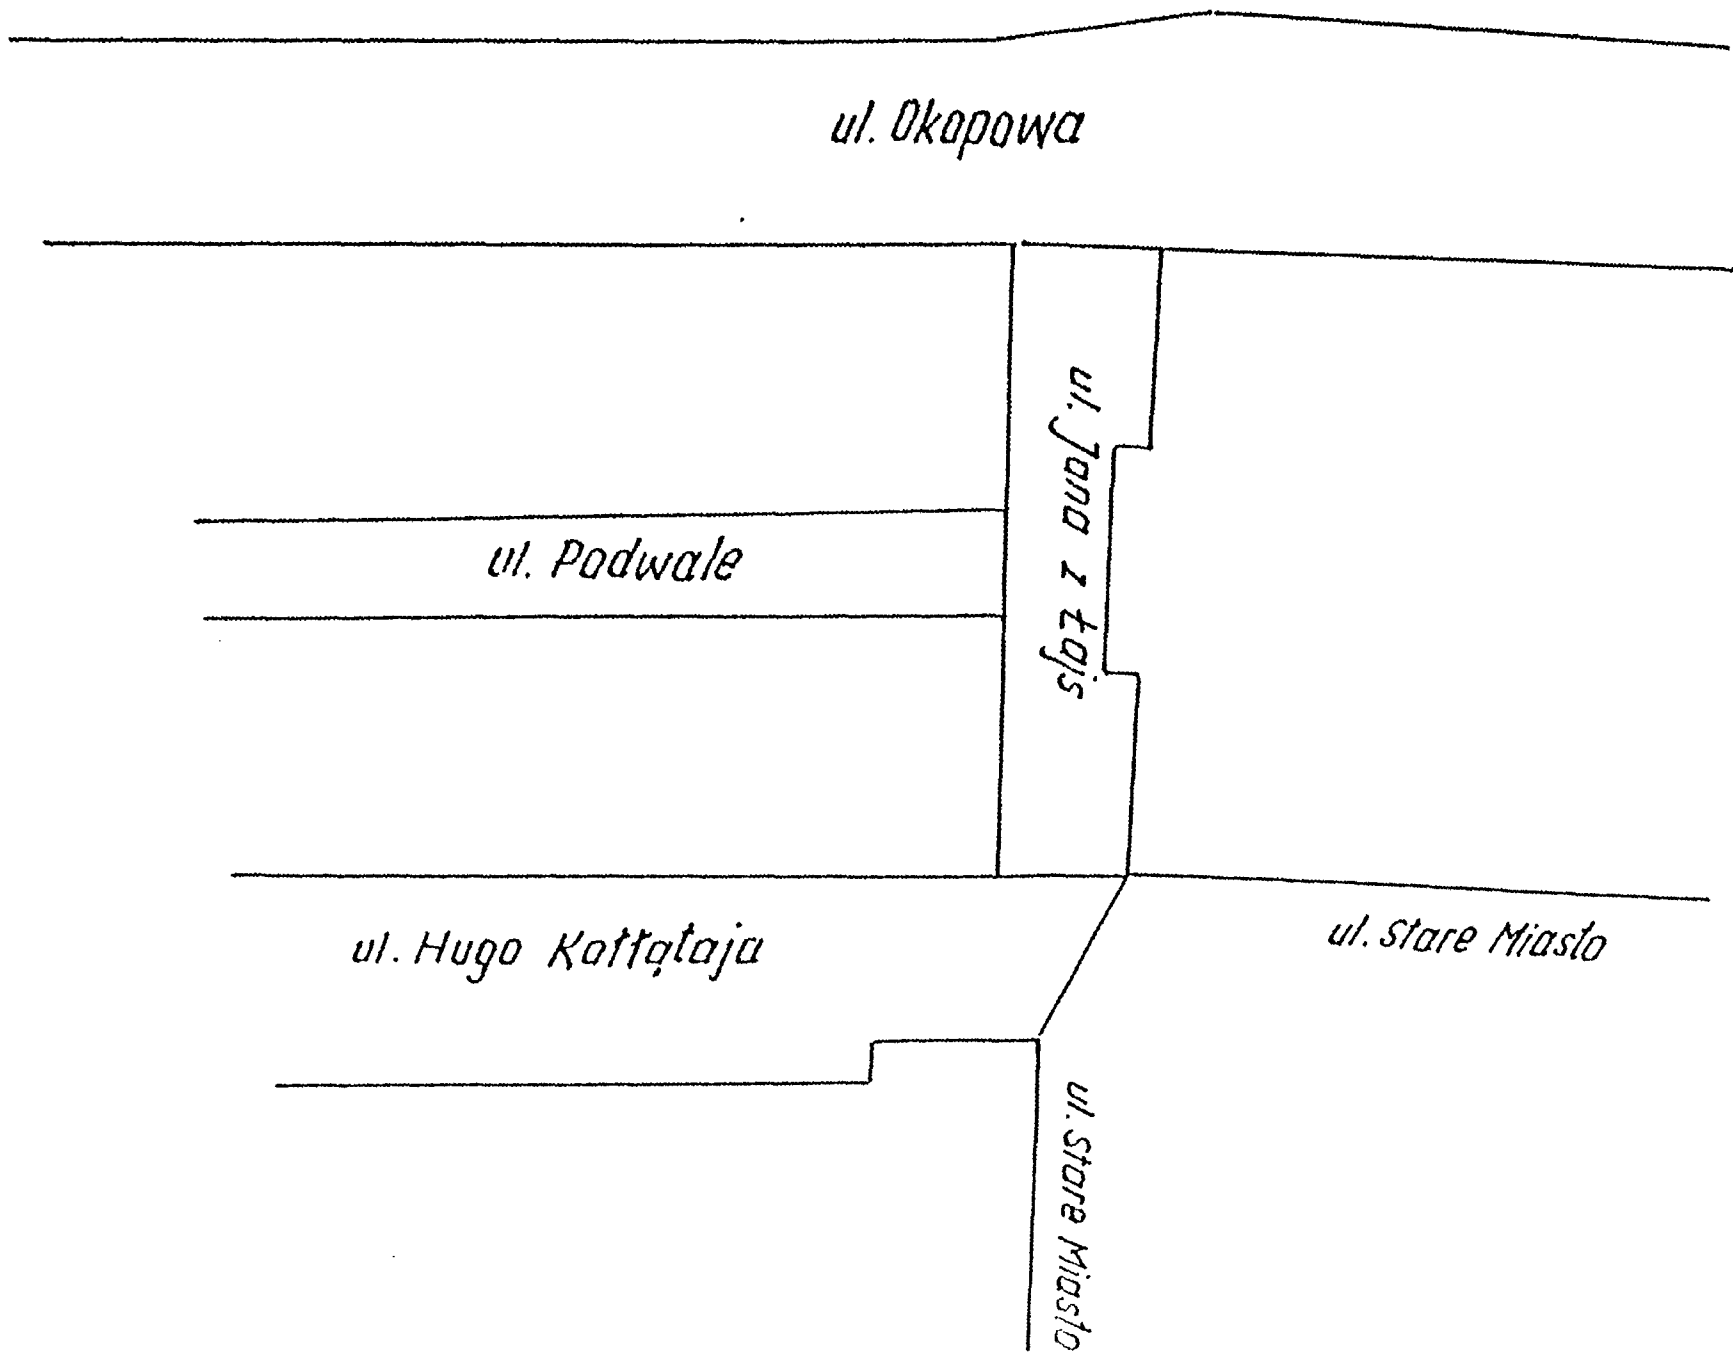 ul. Okopowa
ul. Jana z Łajs
ul. Podwale
ul. Hugo Kołłątaja
ul. Stare Miasto
ul. Stare Miasto